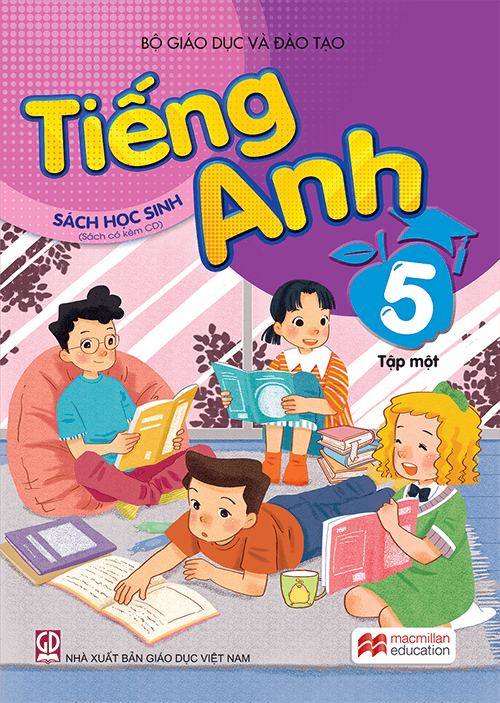 BỘ GIÁO DỤC VÀ ĐÀO TẠO
Tiếng
Anh
SÁCH HỌC SINH
(Sách có kèm CD)
5
Tập một
GD
NHÀ XUẤT BẢN GIÁO DỤC VIỆT NAM
macmillan
education